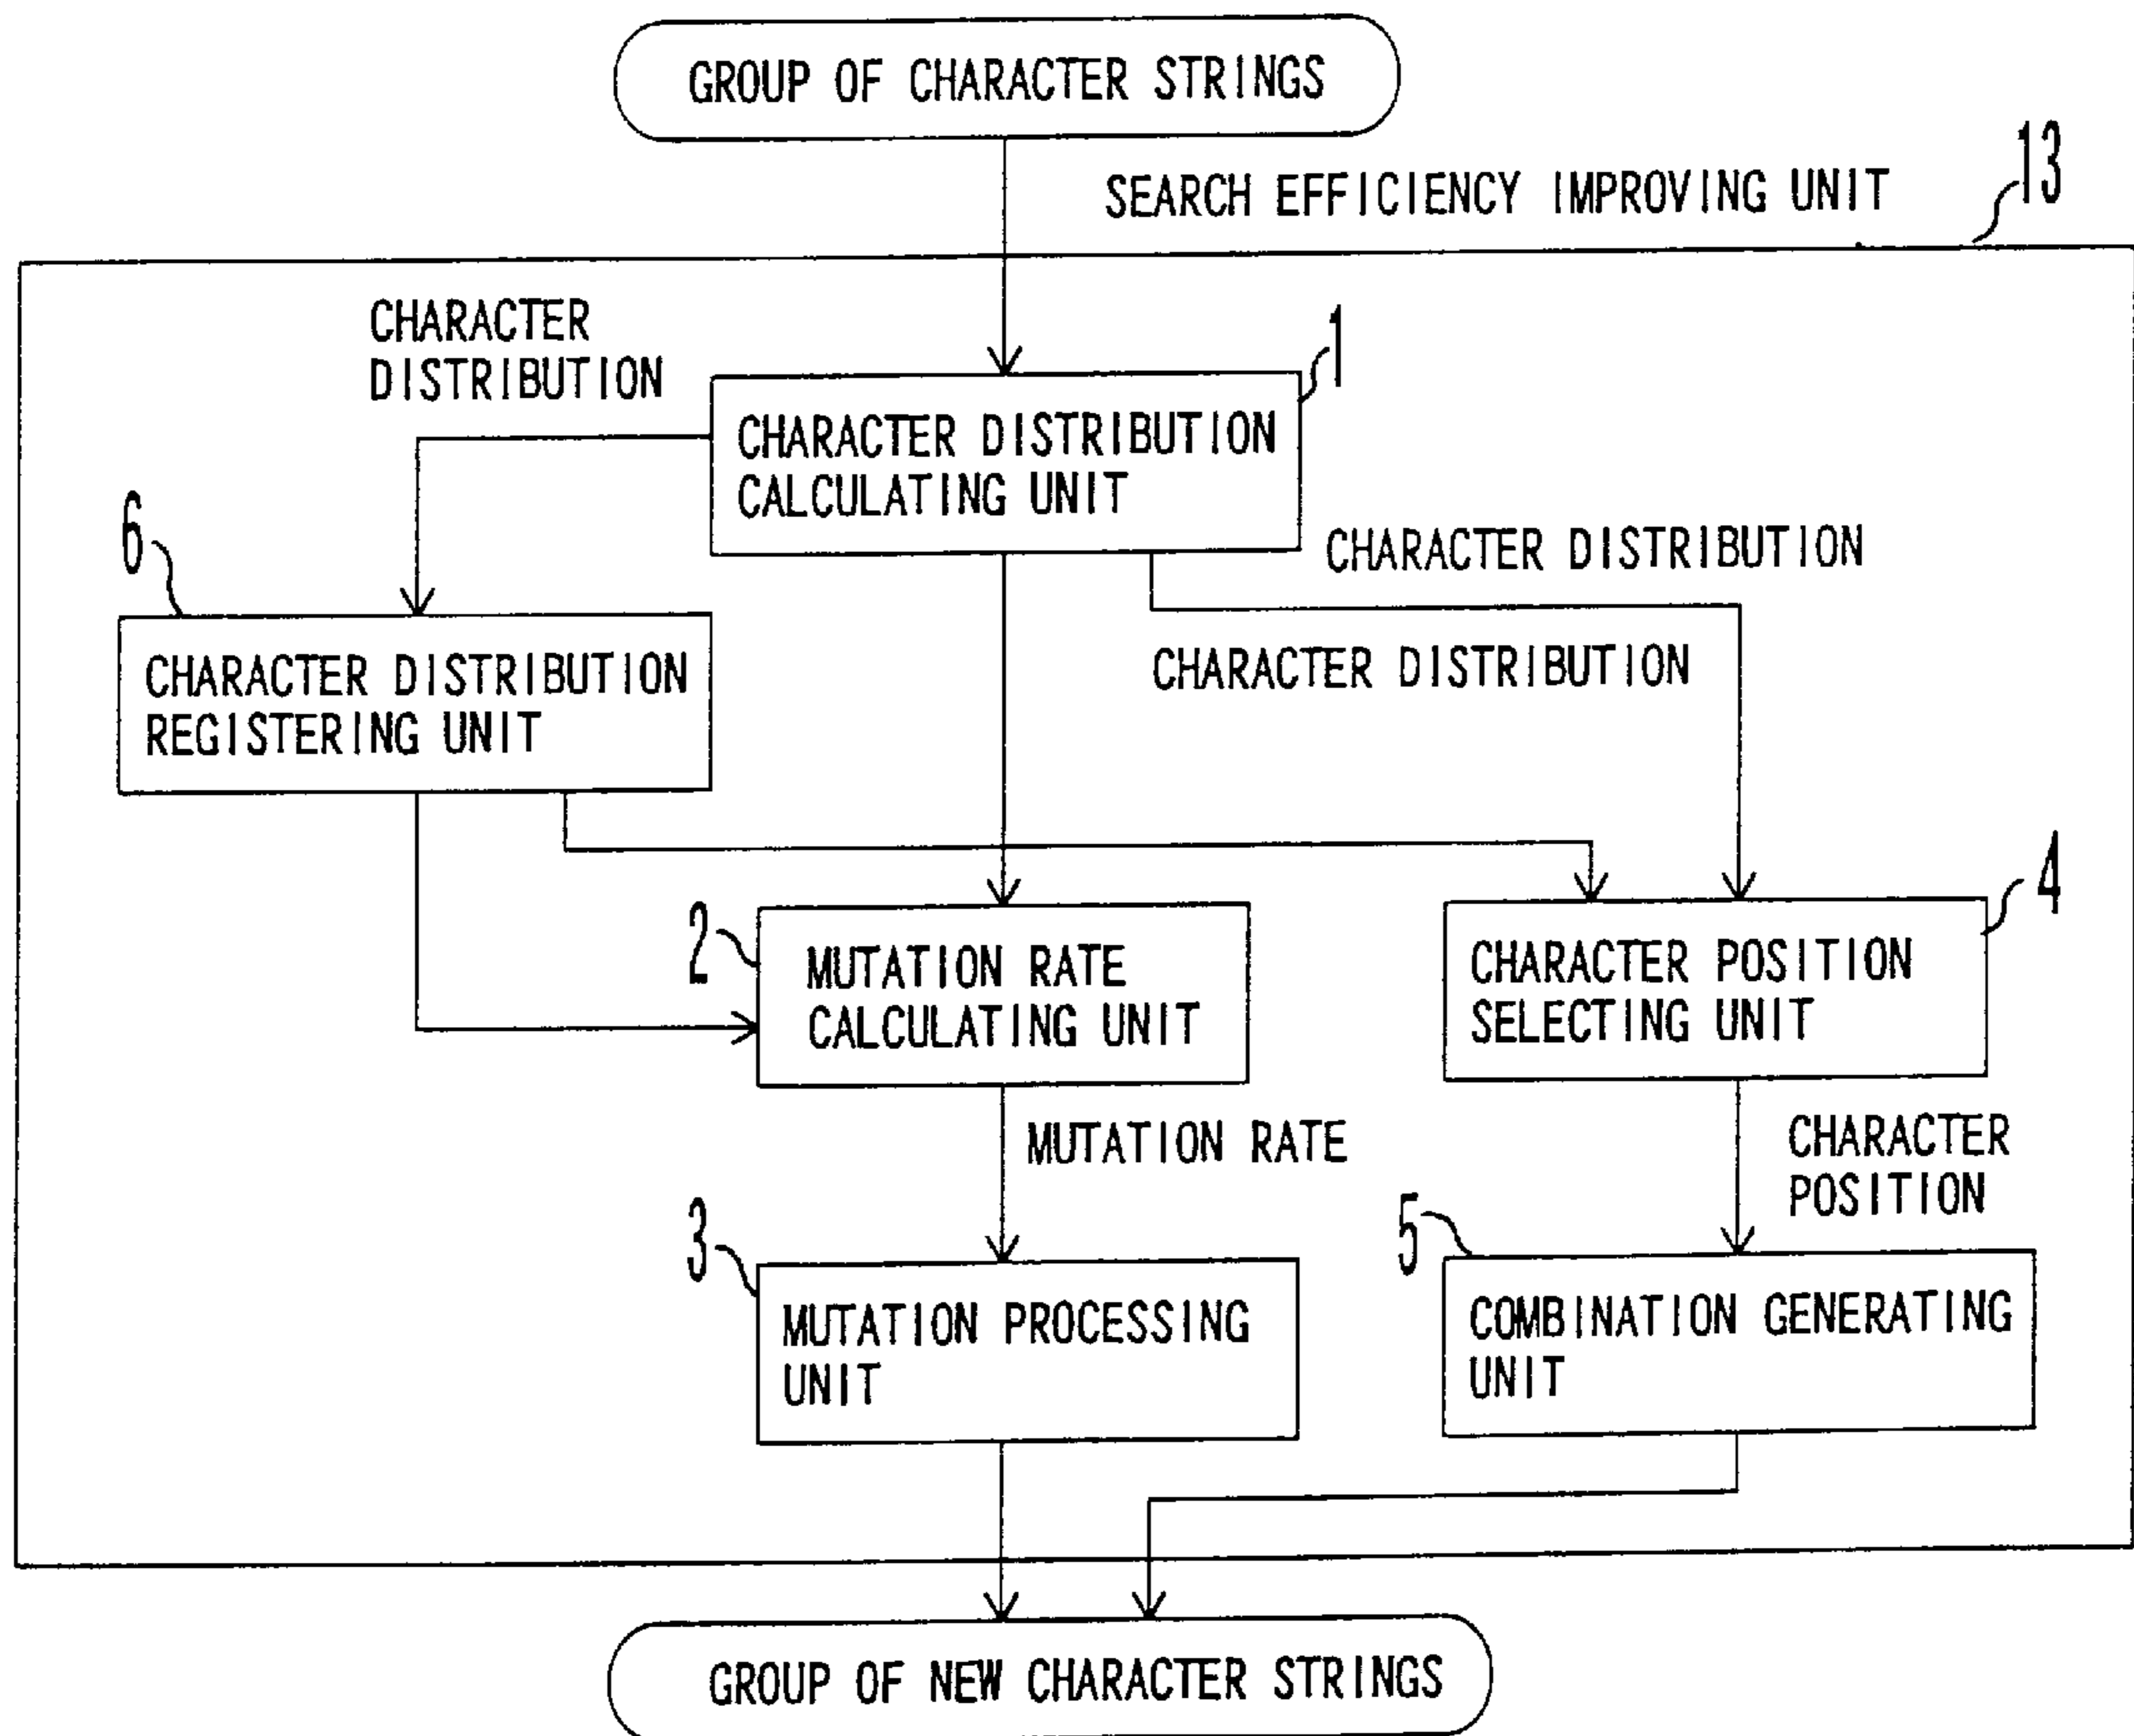 GROUP OF CHARACTER STRINGS
SEARCH EFFICIENCY IMPROVING UNIT
13
CHARACTER
DISTRIBUTION
1
CHARACTER DISTRIBUTION
CALCULATING UNIT
6
CHARACTER DISTRIBUTION
CHARACTER DISTRIBUTION
REGISTERING UNIT
CHARACTER DISTRIBUTION
2
MUTATION RATE
CALCULATING UNIT
4
CHARACTER POSITION
SELECTING UNIT
MUTATION RATE
CHARACTER
POSITION
3
MUTATION PROCESSING
UNIT
5
COMBINATION GENERATING
UNIT
GROUP OF NEW CHARACTER STRINGS